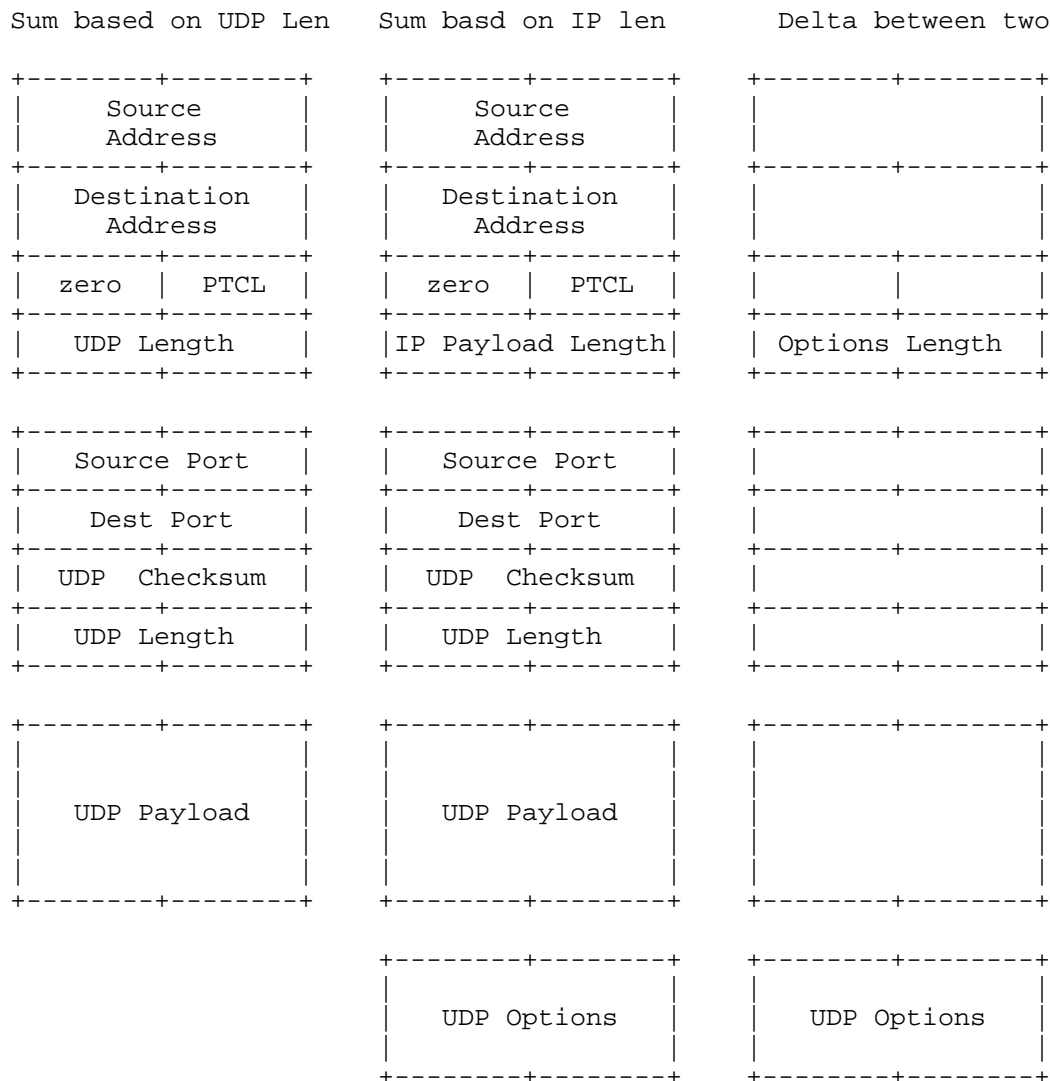 Sum based on UDP Len Sum basd on IP len Delta between two
Source Source
Address Address
Destination Destination
Address Address
zero PTCL zero PTCL
UDP Length IP Payload Length Options Length
Source Port Source Port
Dest Port Dest Port
UDP Checksum UDP Checksum
UDP Length UDP Length
UDP Payload UDP Payload
UDP Options UDP Options